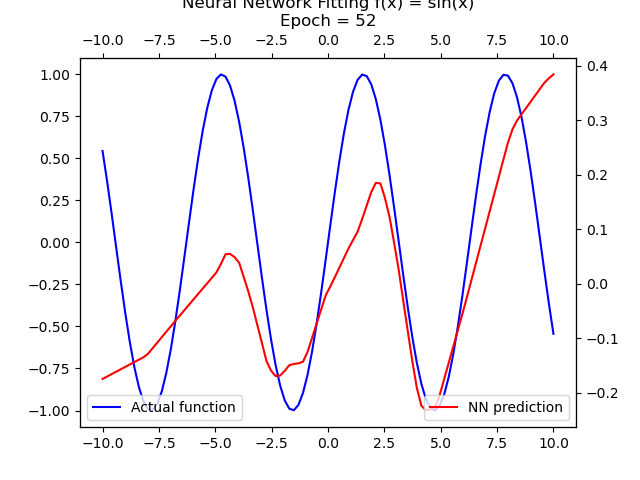 Neural Network Fitting f(x) = sin(x)
Epoch = 52
−10.0 −7.5 −5.0 −2.5 0.0 2.5 5.0 7.5 10.0
1.00
0.75
0.50
0.25
0.00
−0.25
−0.50
−0.75
−1.00
0.4
0.3
0.2
0.1
0.0
−0.1
−0.2
Actual function
NN prediction
−10.0 −7.5 −5.0 −2.5 0.0 2.5 5.0 7.5 10.0